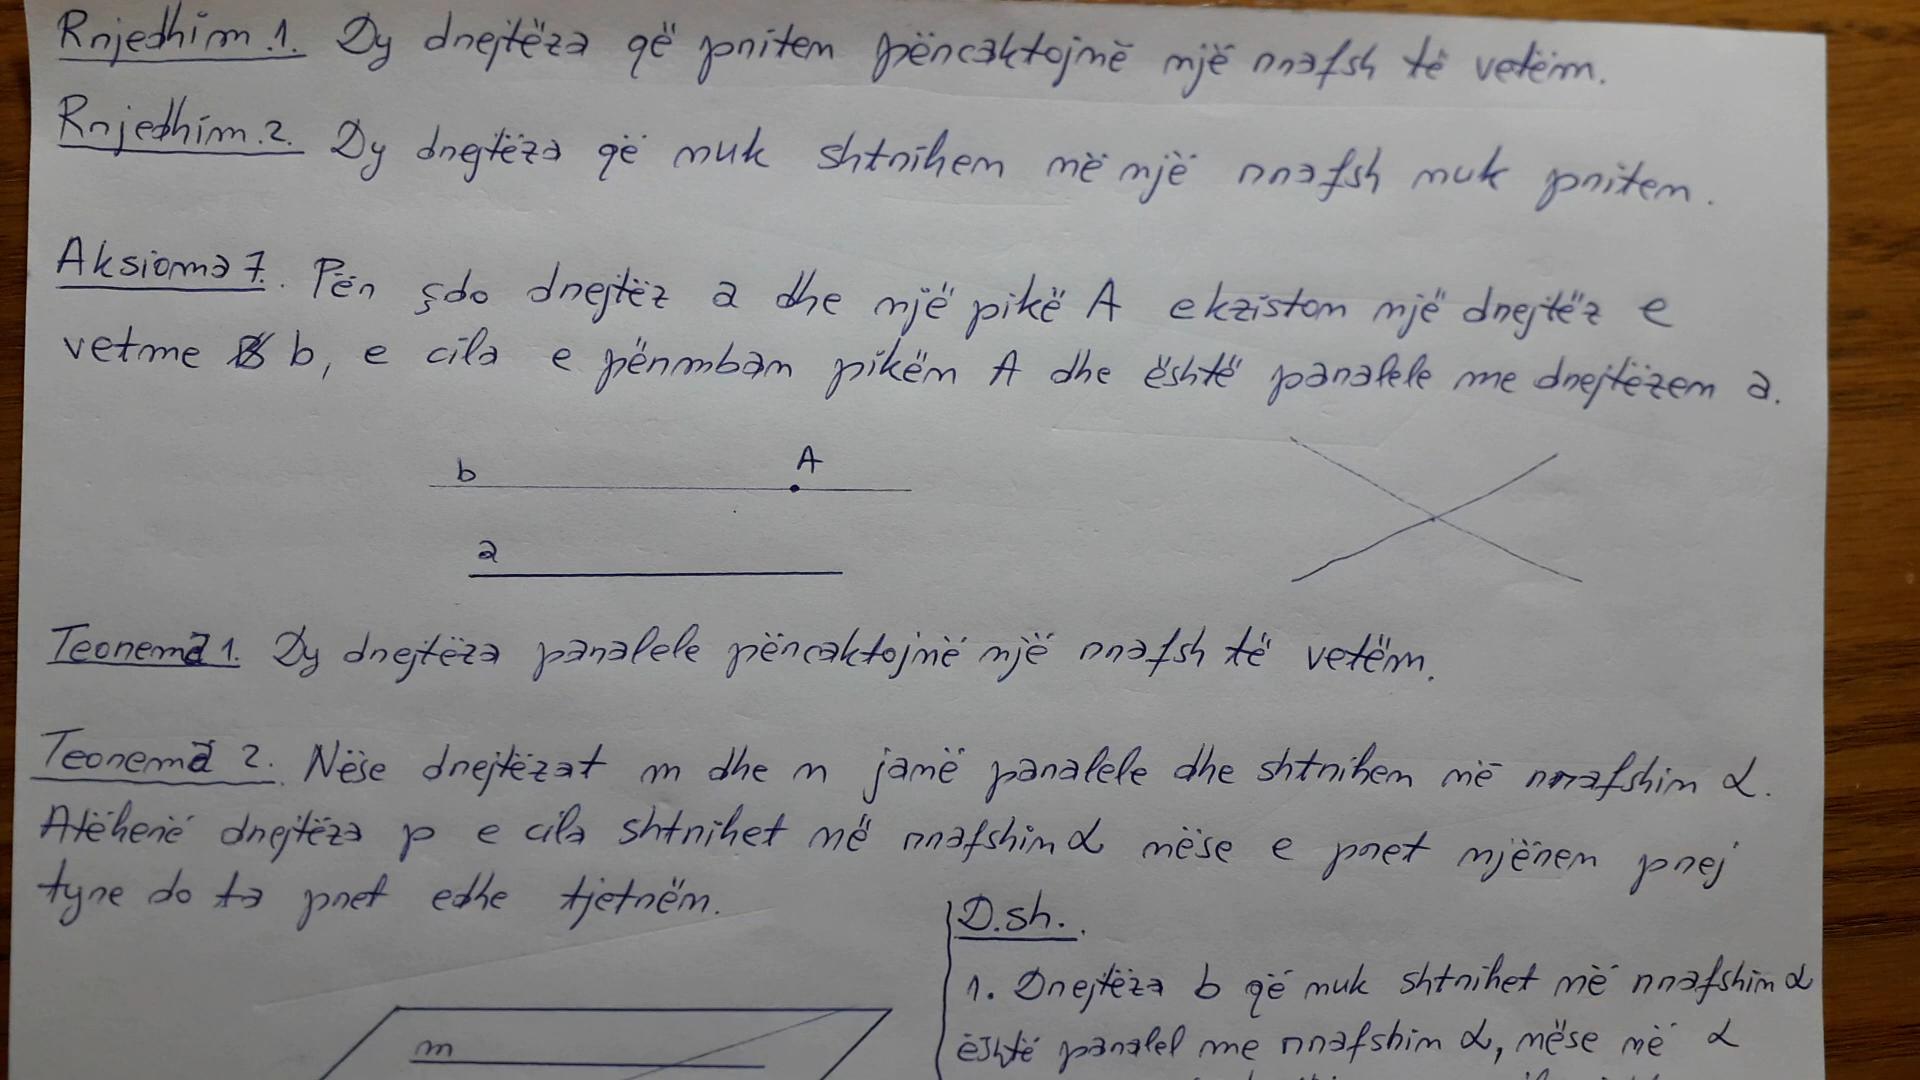 Rrjedhim.1. Dy drejtëza që priten përcaktojnë një rrafsh të vetëm.
Rrjedhim.2. Dy drejtëza që nuk shtrihen në një rrafsh nuk priten.
Aksioma 7. Për çdo drejtëz a dhe një pikë A ekziston një drejtëz e
vetme b, e cila e përmban pikën A dhe është paralele me drejtëzen a.
b
A
a
Teorema 1. Dy drejtëza paralele përcaktojnë një rrafsh të vetëm.
Teorema 2. Nëse drejtëzat m dhe n janë paralele dhe shtrihen në rrafshin α.
Atëherë drejtëza p e cila shtrihet në rrafshin α nëse e pret njëren prej
tyre do ta pret edhe tjetrën.
D.sh.
1. Drejtëza b që nuk shtrihet në rrafshin α
është paralel me rrafshin α, nëse në α
m